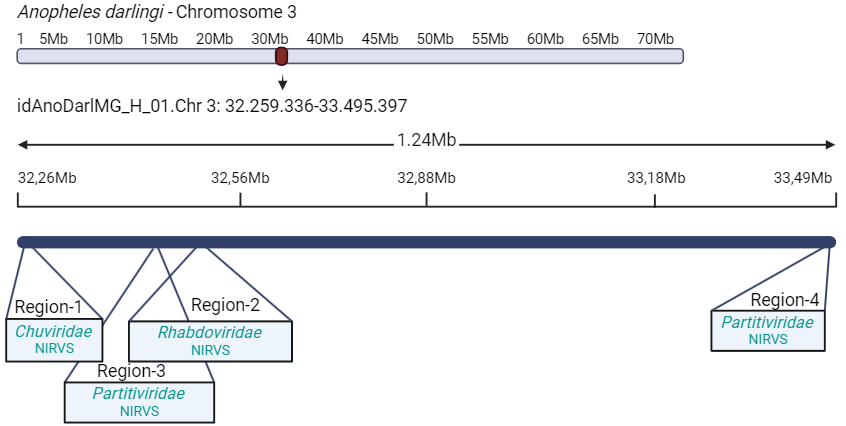 Anopheles darlingi - Chromosome 3
1 5Mb 10Mb 15Mb 20Mb 30Mb 40Mb 45Mb 50Mb 55Mb 60Mb 65Mb 70Mb
idAnoDarlMG_H_01.Chr 3: 32.259.336-33.495.397
1.24Mb
32,26Mb 32,56Mb 32,88Mb 33,18Mb 33,49Mb
Region-1
Chuviridae
NIRVS
Region-2
Rhabdoviridae
NIRVS
Region-3
Partitiviridae
NIRVS
Region-4
Partitiviridae
NIRVS